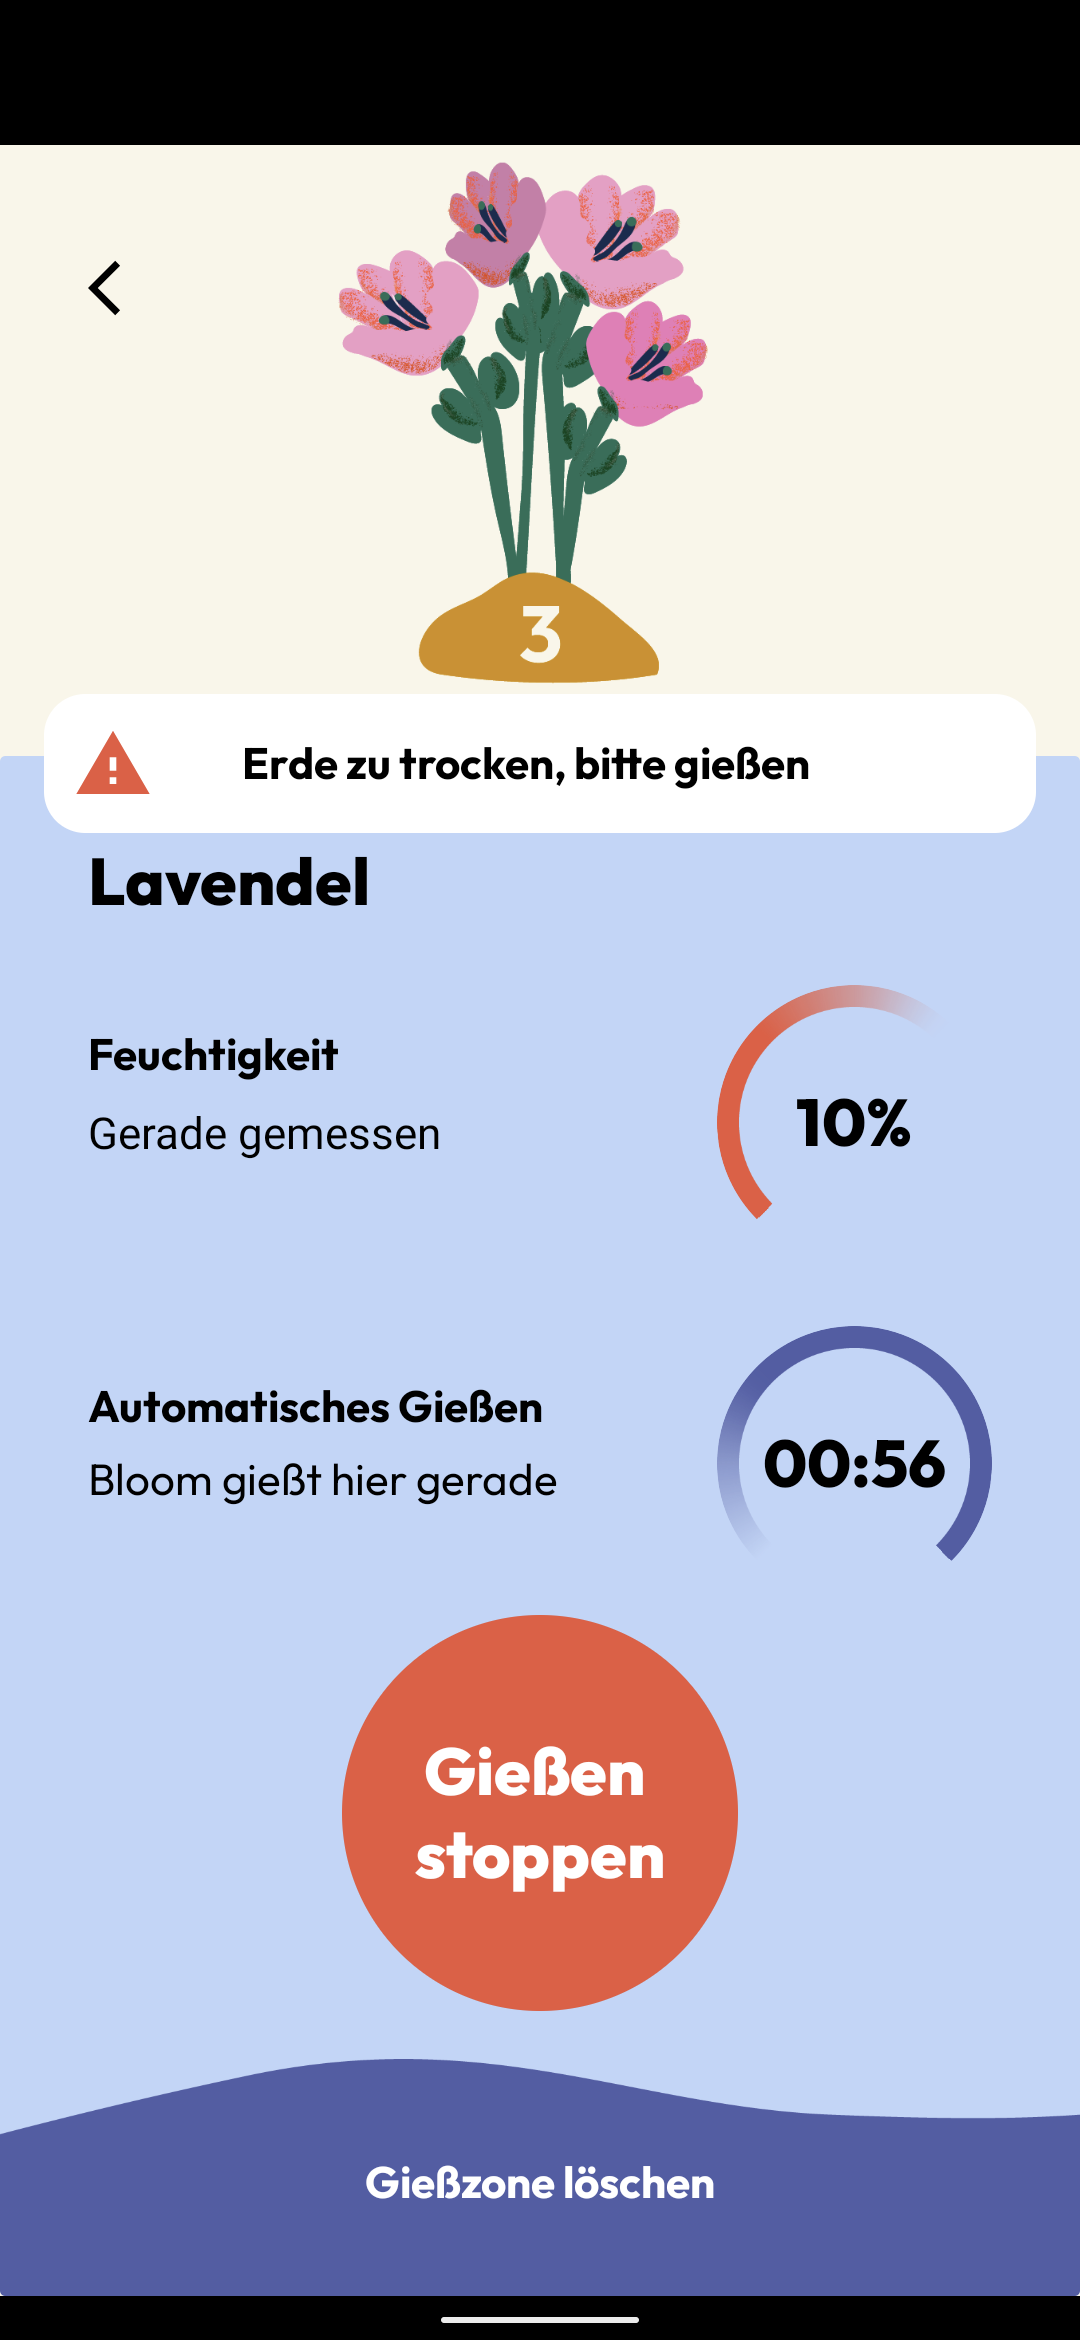 3
Erde zu trocken, bitte gießen
Lavendel
Feuchtigkeit
Gerade gemessen
10%
Automatisches Gießen
Bloom gießt hier gerade
00:56
Gießen
stoppen
Gießzone löschen